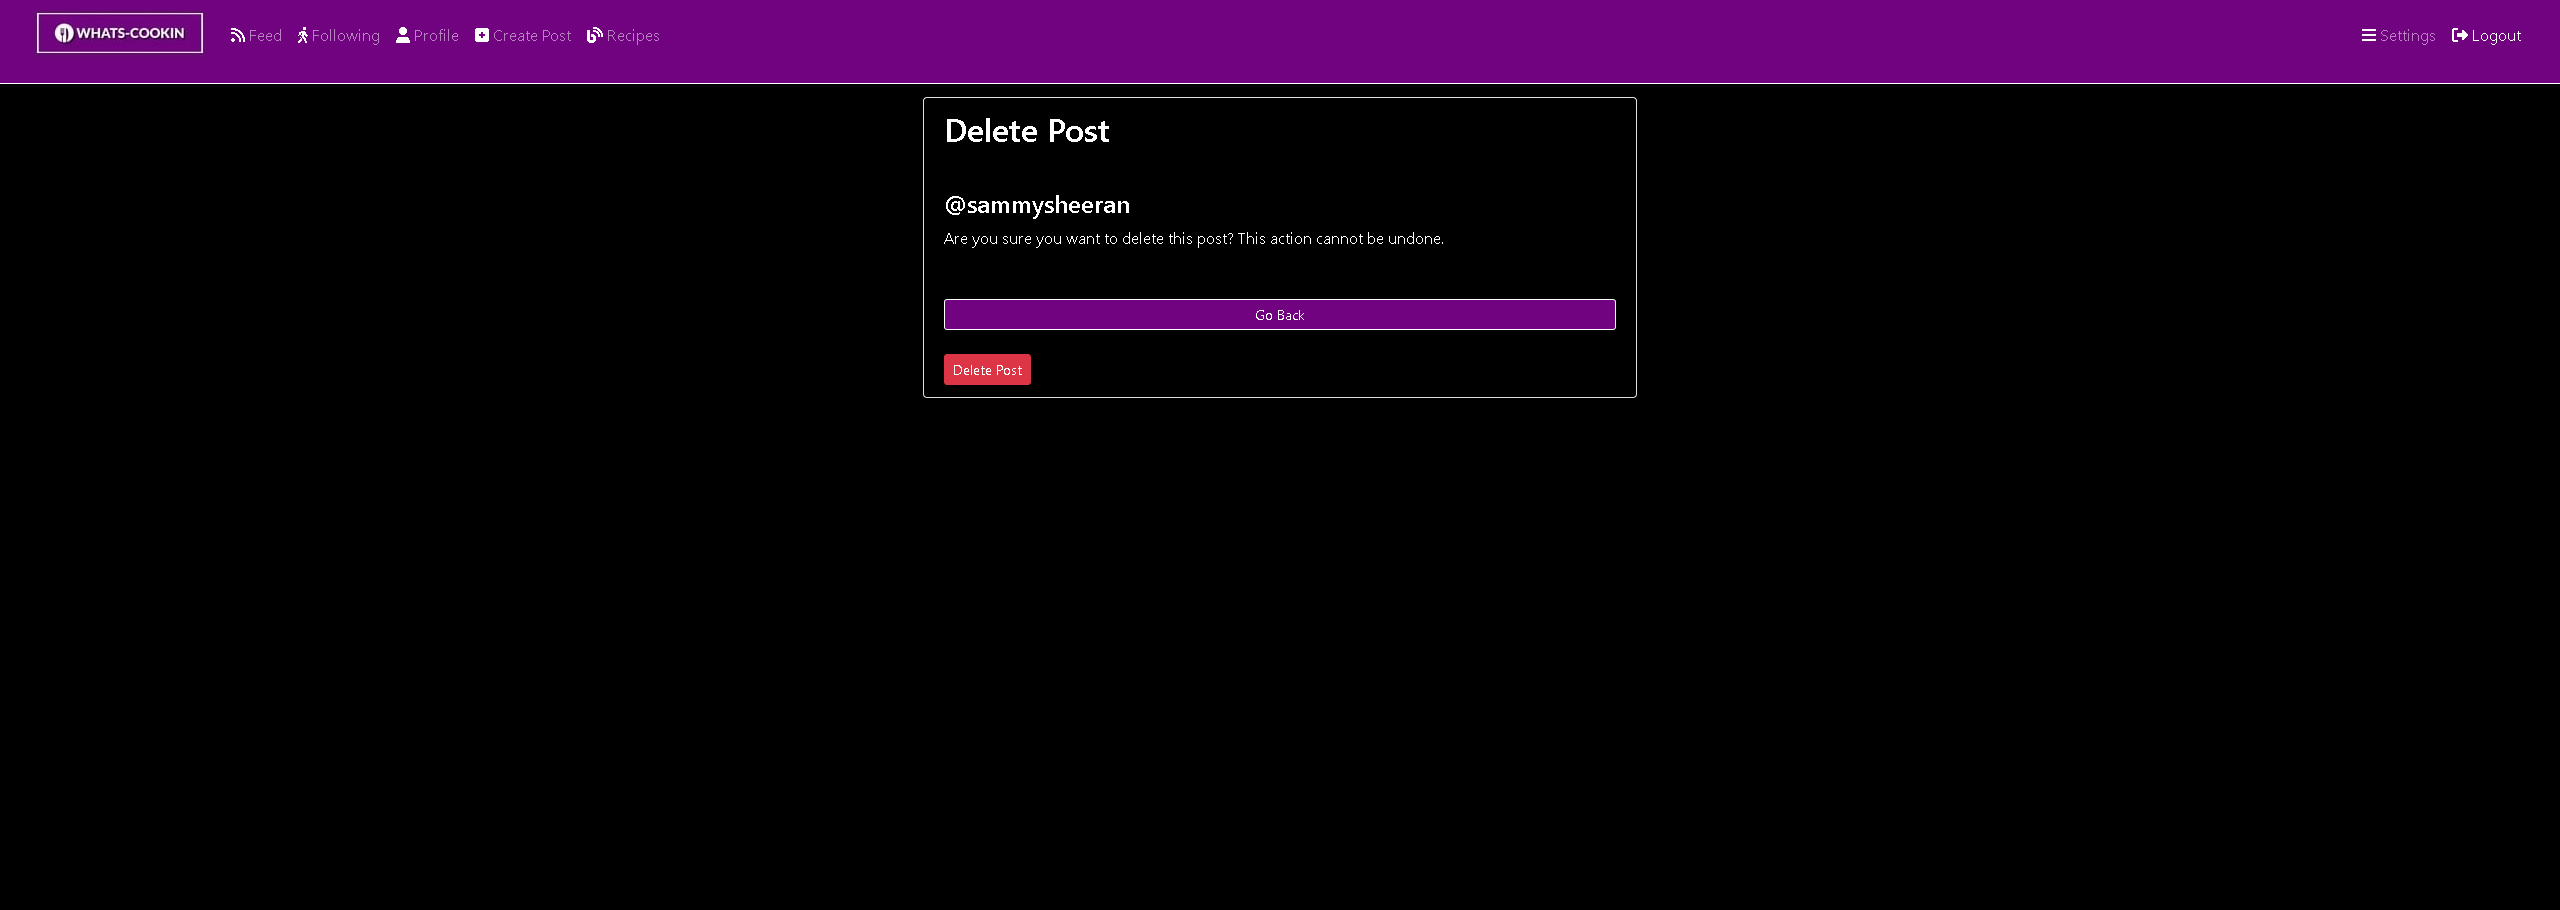 WHATS-COOKIN Feed Following Profile Create Post Recipes Settings Logout
Delete Post
@sammysheeran
Are you sure you want to delete this post? This action cannot be undone.
Go Back
Delete Post